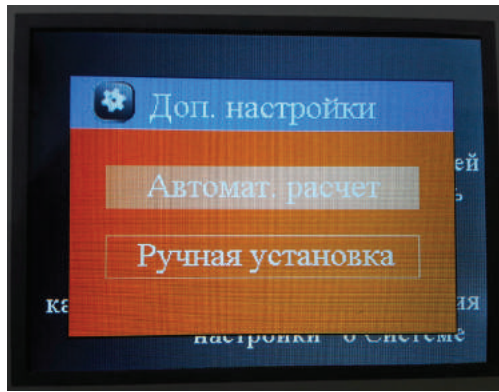 Доп. настройки
Автомат. расчет
Ручная установка
настройки о Системе